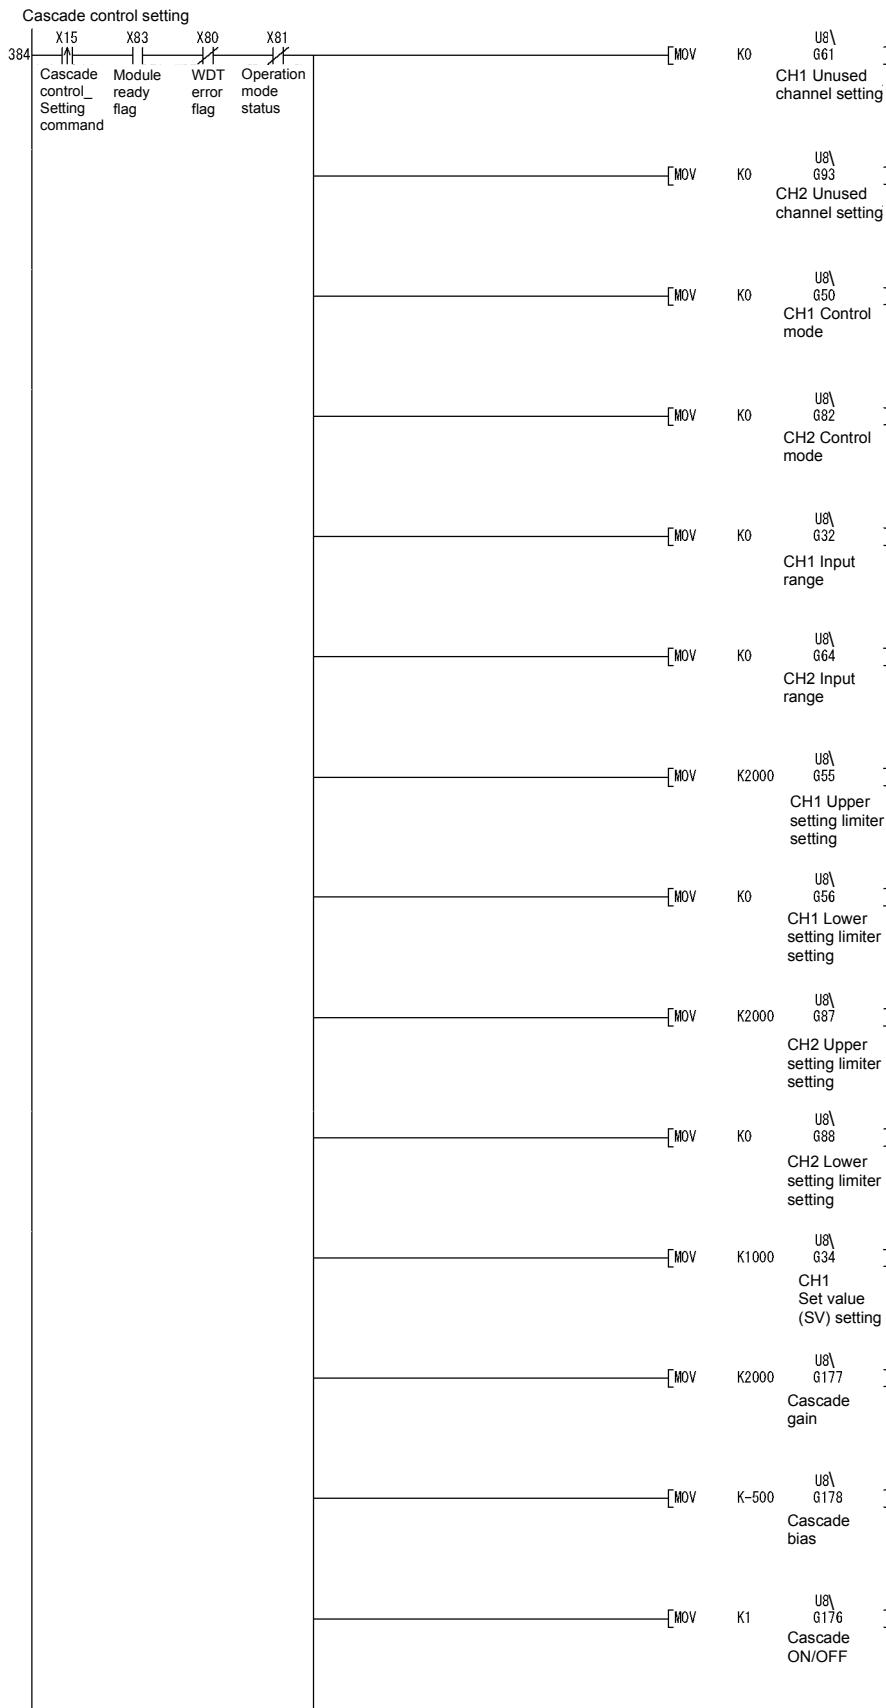 Cascade control setting
X15 X83 X80 X81 U8\
384 [MOV K0 G61 ]
Cascade control_ Setting command
Module ready flag
WDT error flag
Operation mode status
CH1 Unused
channel setting
U8\
[MOV K0 G93 ]
CH2 Unused
channel setting
U8\
[MOV K0 G50 ]
CH1 Control
mode
U8\
[MOV K0 G82 ]
CH2 Control
mode
U8\
[MOV K0 G32 ]
CH1 Input
range
U8\
[MOV K0 G64 ]
CH2 Input
range
U8\
[MOV K2000 G55 ]
CH1 Upper
setting limiter
setting
U8\
[MOV K0 G56 ]
CH1 Lower
setting limiter
setting
U8\
[MOV K2000 G87 ]
CH2 Upper
setting limiter
setting
U8\
[MOV K0 G88 ]
CH2 Lower
setting limiter
setting
U8\
[MOV K1000 G34 ]
CH1
Set value
(SV) setting
U8\
[MOV K2000 G177 ]
Cascade
gain
U8\
[MOV K-500 G178 ]
Cascade
bias
U8\
[MOV K1 G176 ]
Cascade
ON/OFF